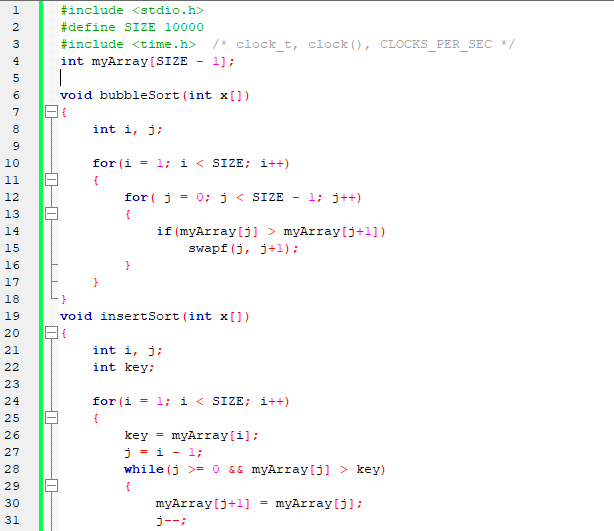 1 #include <stdio.h>
2 #define SIZE 10000
3 #include <time.h>  /* clock_t, clock(), CLOCKS_PER_SEC */
4 int myArray[SIZE - 1];
5
6 void bubbleSort(int x[])
7 {
8     int i, j;
9
10     for(i = 1; i < SIZE; i++)
11     {
12         for( j = 0; j < SIZE - 1; j++)
13         {
14             if(myArray[j] > myArray[j+1])
15                 swapf(j, j+1);
16         }
17     }
18 }
19 void insertSort(int x[])
20 {
21     int i, j;
22     int key;
23
24     for(i = 1; i < SIZE; i++)
25     {
26         key = myArray[i];
27         j = i - 1;
28         while(j >= 0 && myArray[j] > key)
29         {
30             myArray[j+1] = myArray[j];
31             j--;